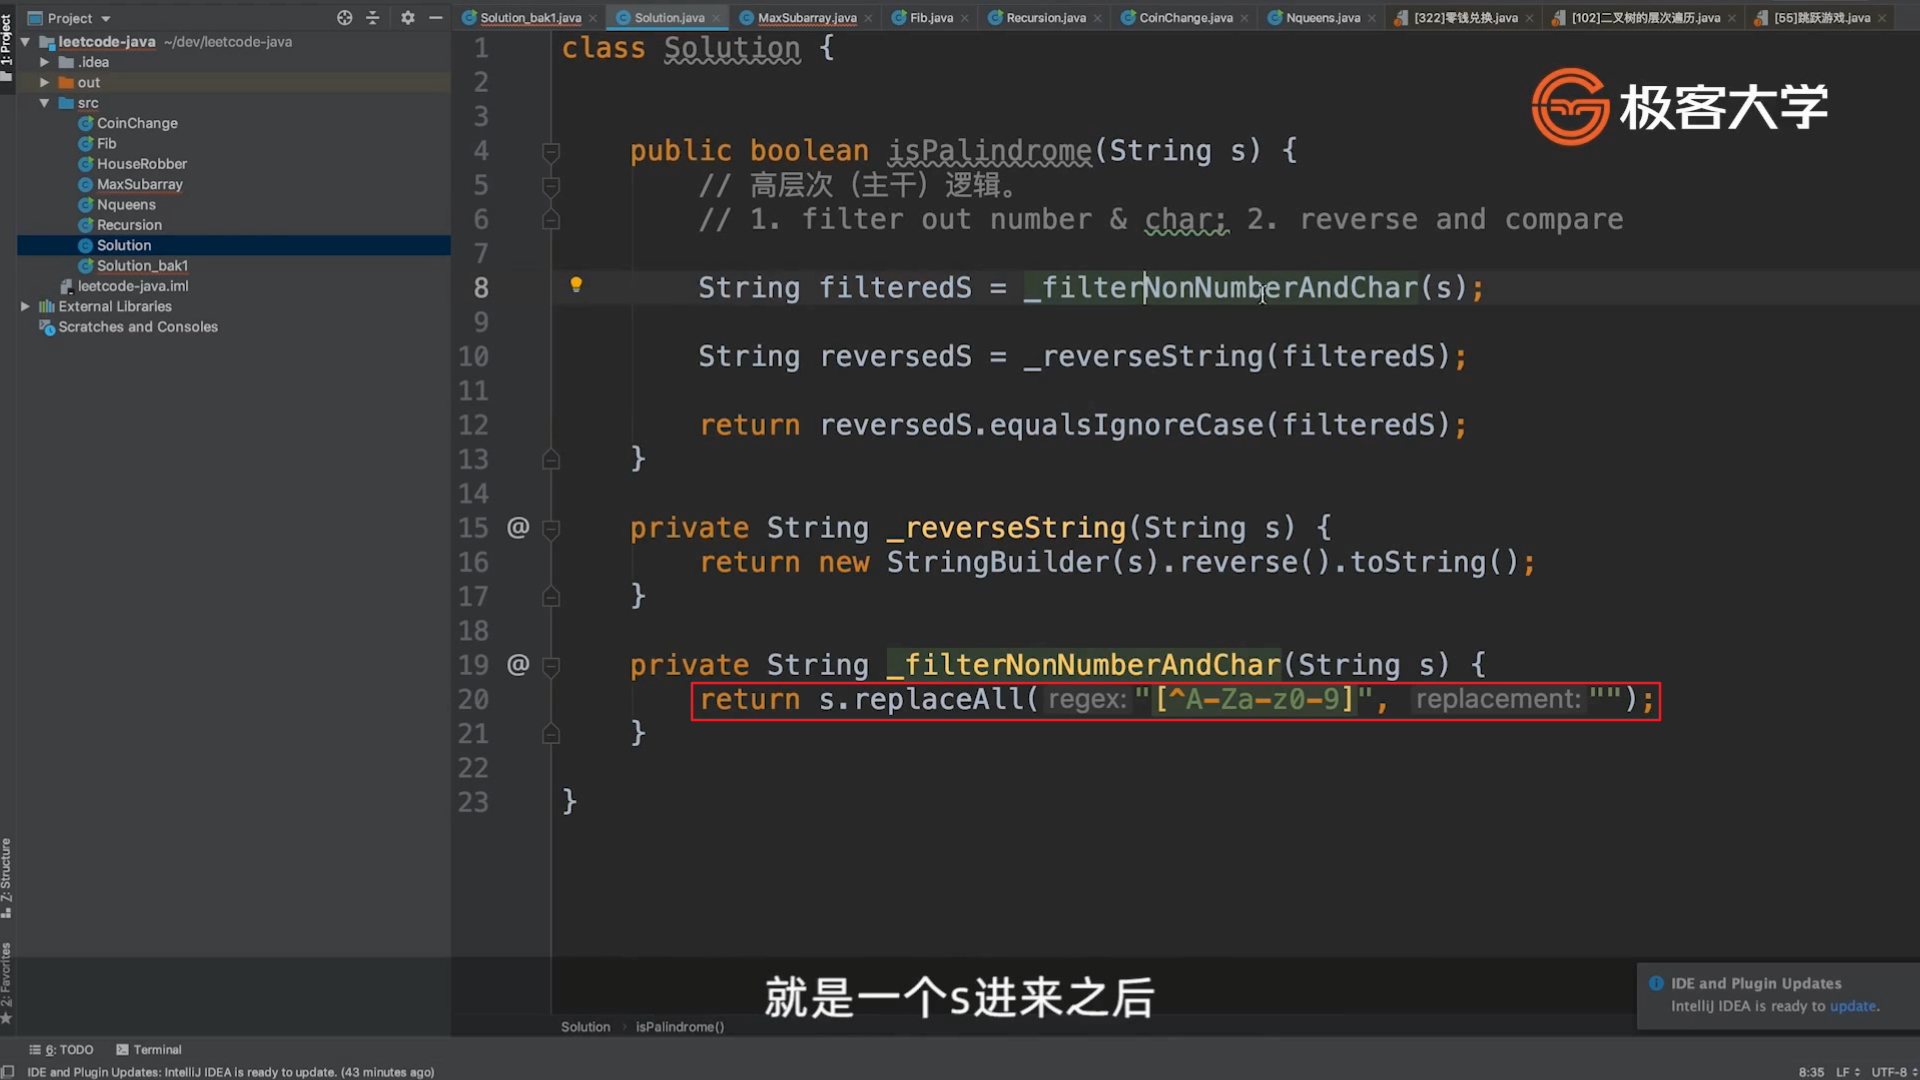 Project
Solution_bak1.java
Solution.java
MaxSubarray.java
Fib.java
Recursion.java
CoinChange.java
Nqueens.java
[322]零钱兑换.java
[102]二叉树的层次遍历.java
[55]跳跃游戏.java
1: Project
leetcode-java ~/dev/leetcode-java
.idea
out
src
CoinChange
Fib
HouseRobber
MaxSubarray
Nqueens
Recursion
Solution
Solution_bak1
leetcode-java.iml
External Libraries
Scratches and Consoles
极客大学
1 class Solution {
2
3
4 public boolean isPalindrome(String s) {
5 // 高层次（主干）逻辑。
6 // 1. filter out number & char; 2. reverse and compare
7
8 String filteredS = _filterNonNumberAndChar(s);
9
10 String reversedS = _reverseString(filteredS);
11
12 return reversedS.equalsIgnoreCase(filteredS);
13 }
14
15 @ private String _reverseString(String s) {
16 return new StringBuilder(s).reverse().toString();
17 }
18
19 @ private String _filterNonNumberAndChar(String s) {
20 return s.replaceAll( regex: "[^A-Za-z0-9]", replacement: "");
21 }
22
23 }
Z: Structure
2: Favorites
就是一个s进来之后
IDE and Plugin Updates
IntelliJ IDEA is ready to update.
Solution › isPalindrome()
6: TODO
Terminal
IDE and Plugin Updates: IntelliJ IDEA is ready to update. (43 minutes ago)
8:35 LF UTF-8